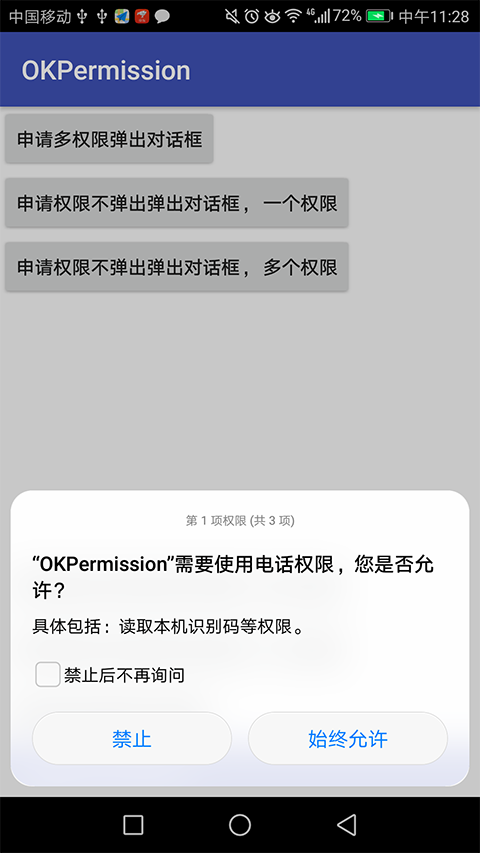 中国移动 4G 72% 中午11:28
OKPermission
申请多权限弹出对话框
申请权限不弹出弹出对话框，一个权限
申请权限不弹出弹出对话框，多个权限
第 1 项权限 (共 3 项)
“OKPermission”需要使用电话权限，您是否允
许？
具体包括：读取本机识别码等权限。
禁止后不再询问
禁止 始终允许